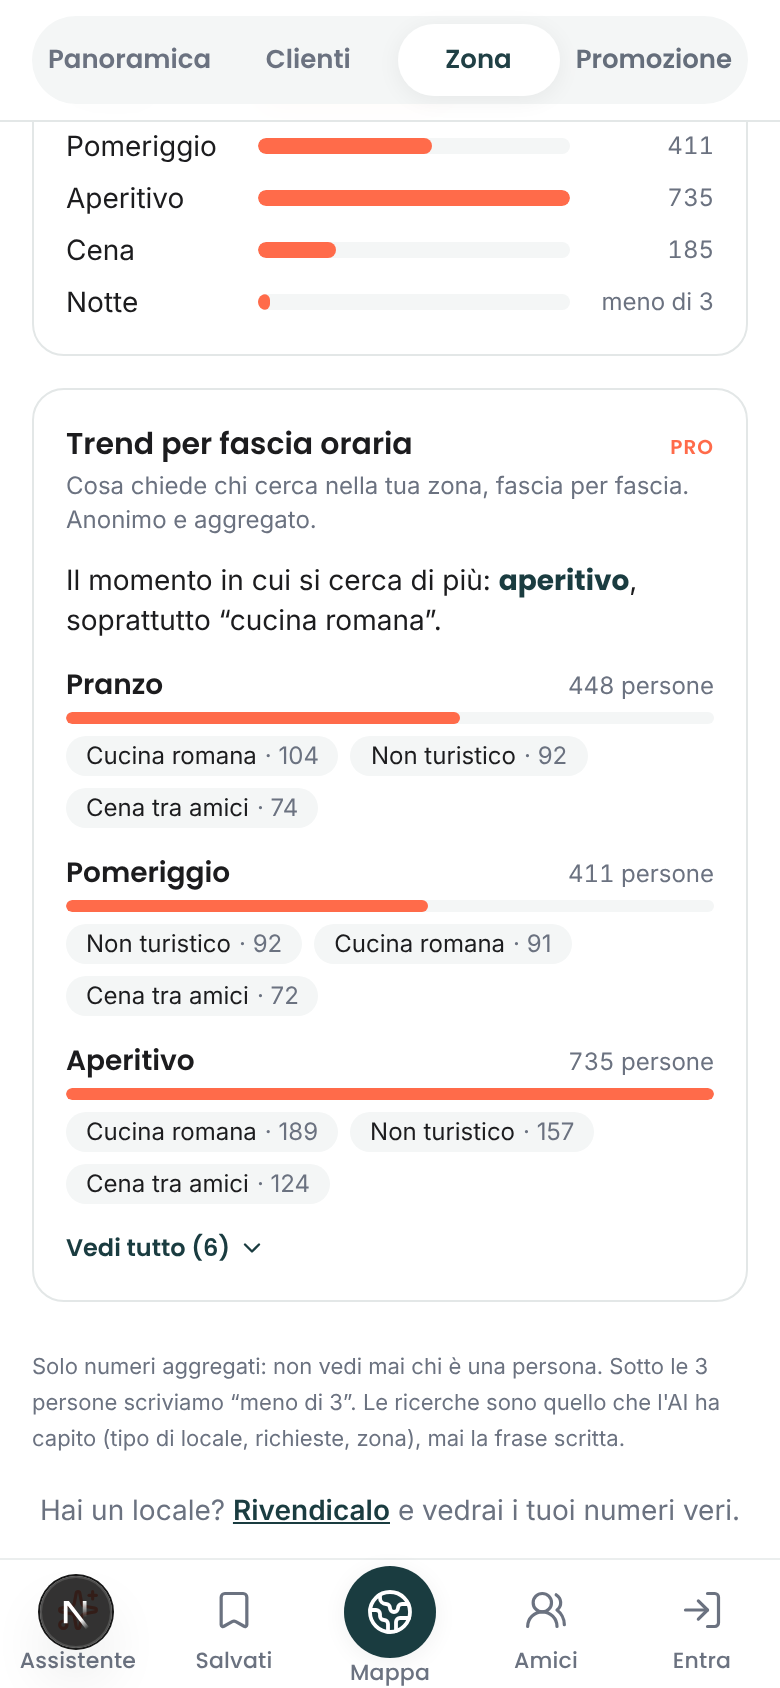 Panoramica Clienti Zona Promozione
Pomeriggio 411
Aperitivo 735
Cena 185
Notte meno di 3
Trend per fascia oraria PRO
Cosa chiede chi cerca nella tua zona, fascia per fascia.
Anonimo e aggregato.
Il momento in cui si cerca di più: aperitivo,
soprattutto “cucina romana”.
Pranzo 448 persone
Cucina romana · 104 Non turistico · 92
Cena tra amici · 74
Pomeriggio 411 persone
Non turistico · 92 Cucina romana · 91
Cena tra amici · 72
Aperitivo 735 persone
Cucina romana · 189 Non turistico · 157
Cena tra amici · 124
Vedi tutto (6)
Solo numeri aggregati: non vedi mai chi è una persona. Sotto le 3
persone scriviamo “meno di 3”. Le ricerche sono quello che l'AI ha
capito (tipo di locale, richieste, zona), mai la frase scritta.
Hai un locale? Rivendicalo e vedrai i tuoi numeri veri.
N
Assistente Salvati Mappa Amici Entra